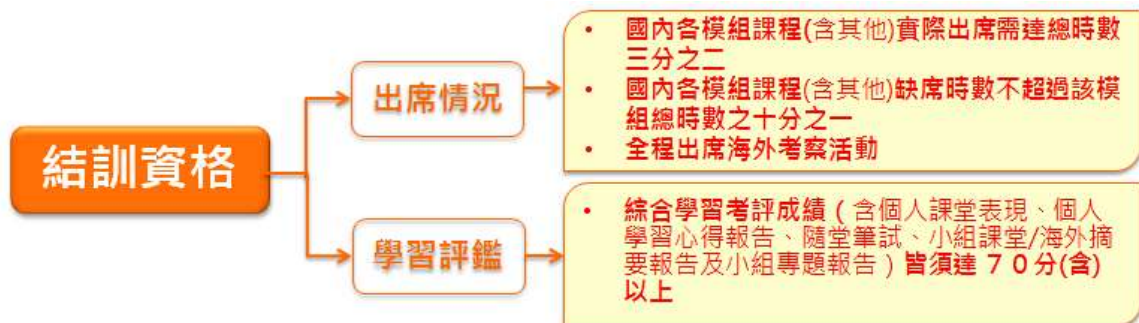 結訓資格
出席情況
• 國內各模組課程(含其他)實際出席需達總時數
三分之二
• 國內各模組課程(含其他)缺席時數不超過該模
組總時數之十分之一
• 全程出席海外考察活動
學習評鑑
• 綜合學習考評成績（含個人課堂表現、個人
學習心得報告、隨堂筆試、小組課堂/海外摘
要報告及小組專題報告）皆須達７０分(含)
以上